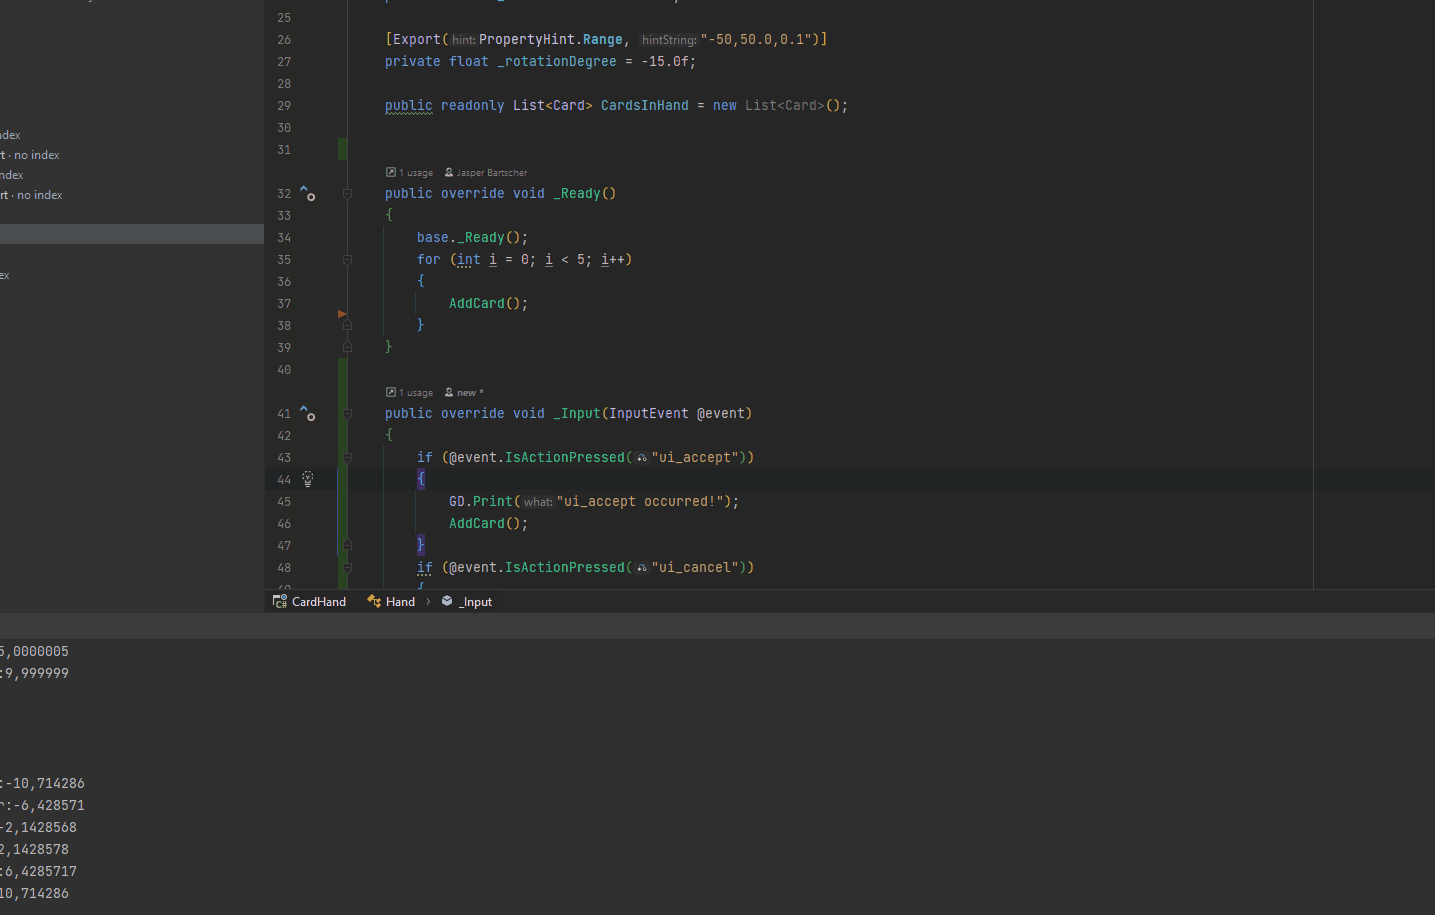 25
26 [Export(hint:PropertyHint.Range, hintString:"-50,50.0,0.1")]
27 private float _rotationDegree = -15.0f;
28
29 public readonly List<Card> CardsInHand = new List<Card>();
30
31
1 usage Jasper Bartscher
32 public override void _Ready()
33 {
34 base._Ready();
35 for (int i = 0; i < 5; i++)
36 {
37 AddCard();
38 }
39 }
40
1 usage new *
41 public override void _Input(InputEvent @event)
42 {
43 if (@event.IsActionPressed("ui_accept"))
44 {
45 GD.Print(what:"ui_accept occurred!");
46 AddCard();
47 }
48 if (@event.IsActionPressed("ui_cancel"))
{
ndex
rt · no index
ndex
rt · no index
ex
C# CardHand Hand › _Input
5,0000005
:9,999999
:-10,714286
r:-6,428571
-2,1428568
2,1428578
:6,4285717
10,714286